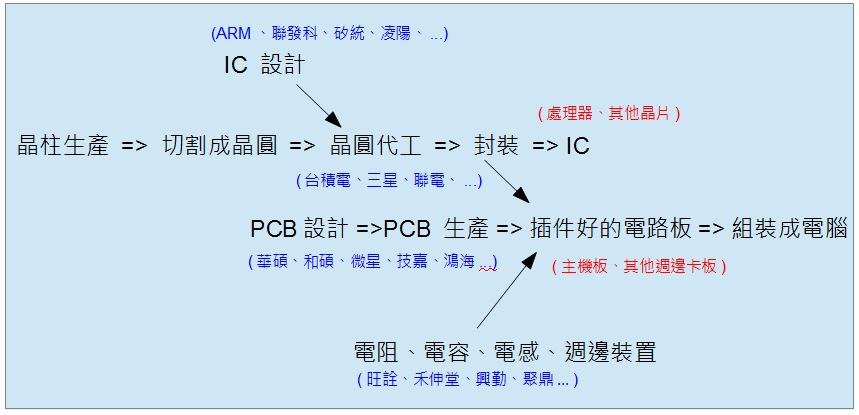 (ARM 、聯發科、矽統、凌陽、 ...)
IC 設計
( 處理器、其他晶片 )
晶柱生產 => 切割成晶圓 => 晶圓代工 => 封裝 => IC
( 台積電、三星、聯電、 ...)
PCB 設計 =>PCB 生產 => 插件好的電路板 => 組裝成電腦
( 華碩、和碩、微星、技嘉、鴻海 ...)
( 主機板、其他週邊卡板 )
電阻、電容、電感、週邊裝置
( 旺詮、禾伸堂、興勤、聚鼎 ... )